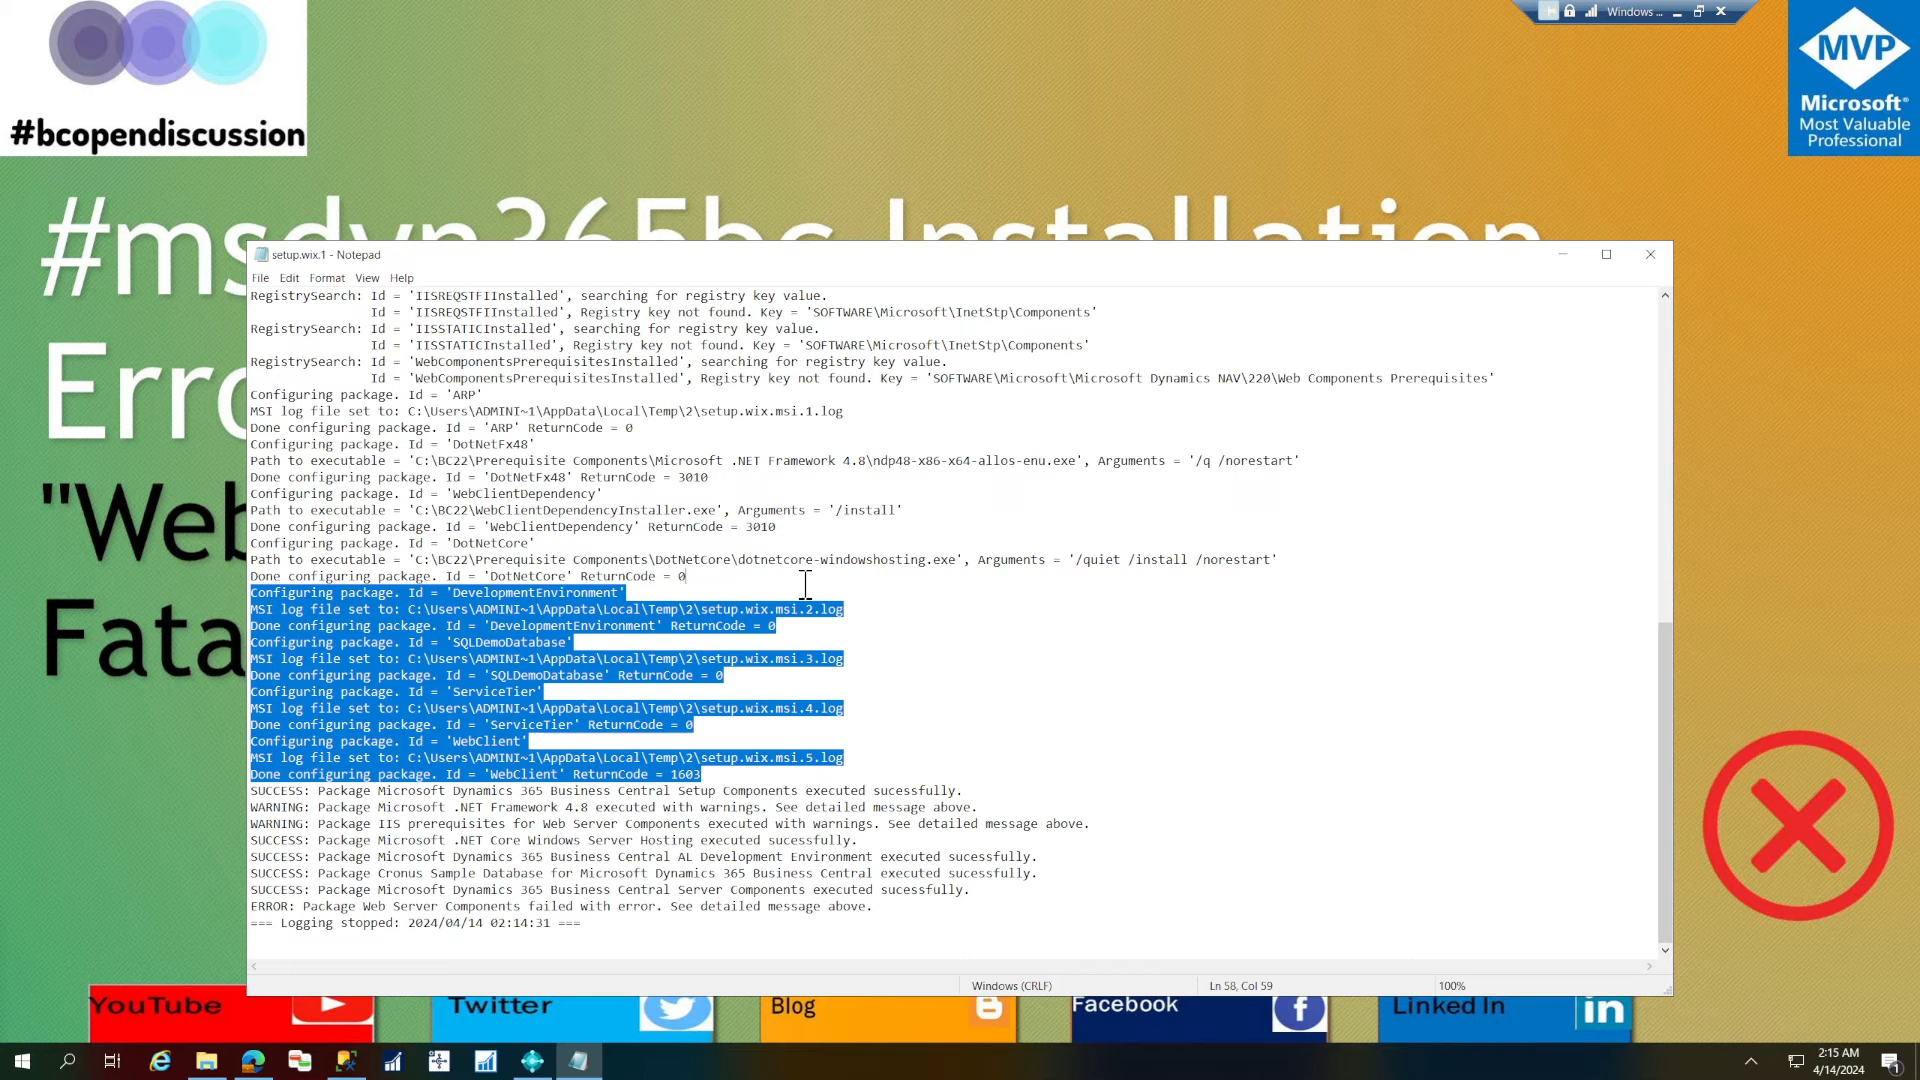 #bcopendiscussion
Windows ...
MVP
Microsoft®
Most Valuable
Professional
#msdyn365bc Installation
Erro
"Web
Fata
setup.wix.1 - Notepad
File Edit Format View Help
RegistrySearch: Id = 'IISREQSTFIInstalled', searching for registry key value.
Id = 'IISREQSTFIInstalled', Registry key not found. Key = 'SOFTWARE\Microsoft\InetStp\Components'
RegistrySearch: Id = 'IISSTATICInstalled', searching for registry key value.
Id = 'IISSTATICInstalled', Registry key not found. Key = 'SOFTWARE\Microsoft\InetStp\Components'
RegistrySearch: Id = 'WebComponentsPrerequisitesInstalled', searching for registry key value.
Id = 'WebComponentsPrerequisitesInstalled', Registry key not found. Key = 'SOFTWARE\Microsoft\Microsoft Dynamics NAV\220\Web Components Prerequisites'
Configuring package. Id = 'ARP'
MSI log file set to: C:\Users\ADMINI~1\AppData\Local\Temp\2\setup.wix.msi.1.log
Done configuring package. Id = 'ARP' ReturnCode = 0
Configuring package. Id = 'DotNetFx48'
Path to executable = 'C:\BC22\Prerequisite Components\Microsoft .NET Framework 4.8\ndp48-x86-x64-allos-enu.exe', Arguments = '/q /norestart'
Done configuring package. Id = 'DotNetFx48' ReturnCode = 3010
Configuring package. Id = 'WebClientDependency'
Path to executable = 'C:\BC22\WebClientDependencyInstaller.exe', Arguments = '/install'
Done configuring package. Id = 'WebClientDependency' ReturnCode = 3010
Configuring package. Id = 'DotNetCore'
Path to executable = 'C:\BC22\Prerequisite Components\DotNetCore\dotnetcore-windowshosting.exe', Arguments = '/quiet /install /norestart'
Done configuring package. Id = 'DotNetCore' ReturnCode = 0
Configuring package. Id = 'DevelopmentEnvironment'
MSI log file set to: C:\Users\ADMINI~1\AppData\Local\Temp\2\setup.wix.msi.2.log
Done configuring package. Id = 'DevelopmentEnvironment' ReturnCode = 0
Configuring package. Id = 'SQLDemoDatabase'
MSI log file set to: C:\Users\ADMINI~1\AppData\Local\Temp\2\setup.wix.msi.3.log
Done configuring package. Id = 'SQLDemoDatabase' ReturnCode = 0
Configuring package. Id = 'ServiceTier'
MSI log file set to: C:\Users\ADMINI~1\AppData\Local\Temp\2\setup.wix.msi.4.log
Done configuring package. Id = 'ServiceTier' ReturnCode = 0
Configuring package. Id = 'WebClient'
MSI log file set to: C:\Users\ADMINI~1\AppData\Local\Temp\2\setup.wix.msi.5.log
Done configuring package. Id = 'WebClient' ReturnCode = 1603
SUCCESS: Package Microsoft Dynamics 365 Business Central Setup Components executed sucessfully.
WARNING: Package Microsoft .NET Framework 4.8 executed with warnings. See detailed message above.
WARNING: Package IIS prerequisites for Web Server Components executed with warnings. See detailed message above.
SUCCESS: Package Microsoft .NET Core Windows Server Hosting executed sucessfully.
SUCCESS: Package Microsoft Dynamics 365 Business Central AL Development Environment executed sucessfully.
SUCCESS: Package Cronus Sample Database for Microsoft Dynamics 365 Business Central executed sucessfully.
SUCCESS: Package Microsoft Dynamics 365 Business Central Server Components executed sucessfully.
ERROR: Package Web Server Components failed with error. See detailed message above.
=== Logging stopped: 2024/04/14 02:14:31 ===
Windows (CRLF) Ln 58, Col 59 100%
YouTube Twitter Blog Facebook Linked In
2:15 AM
4/14/2024
1